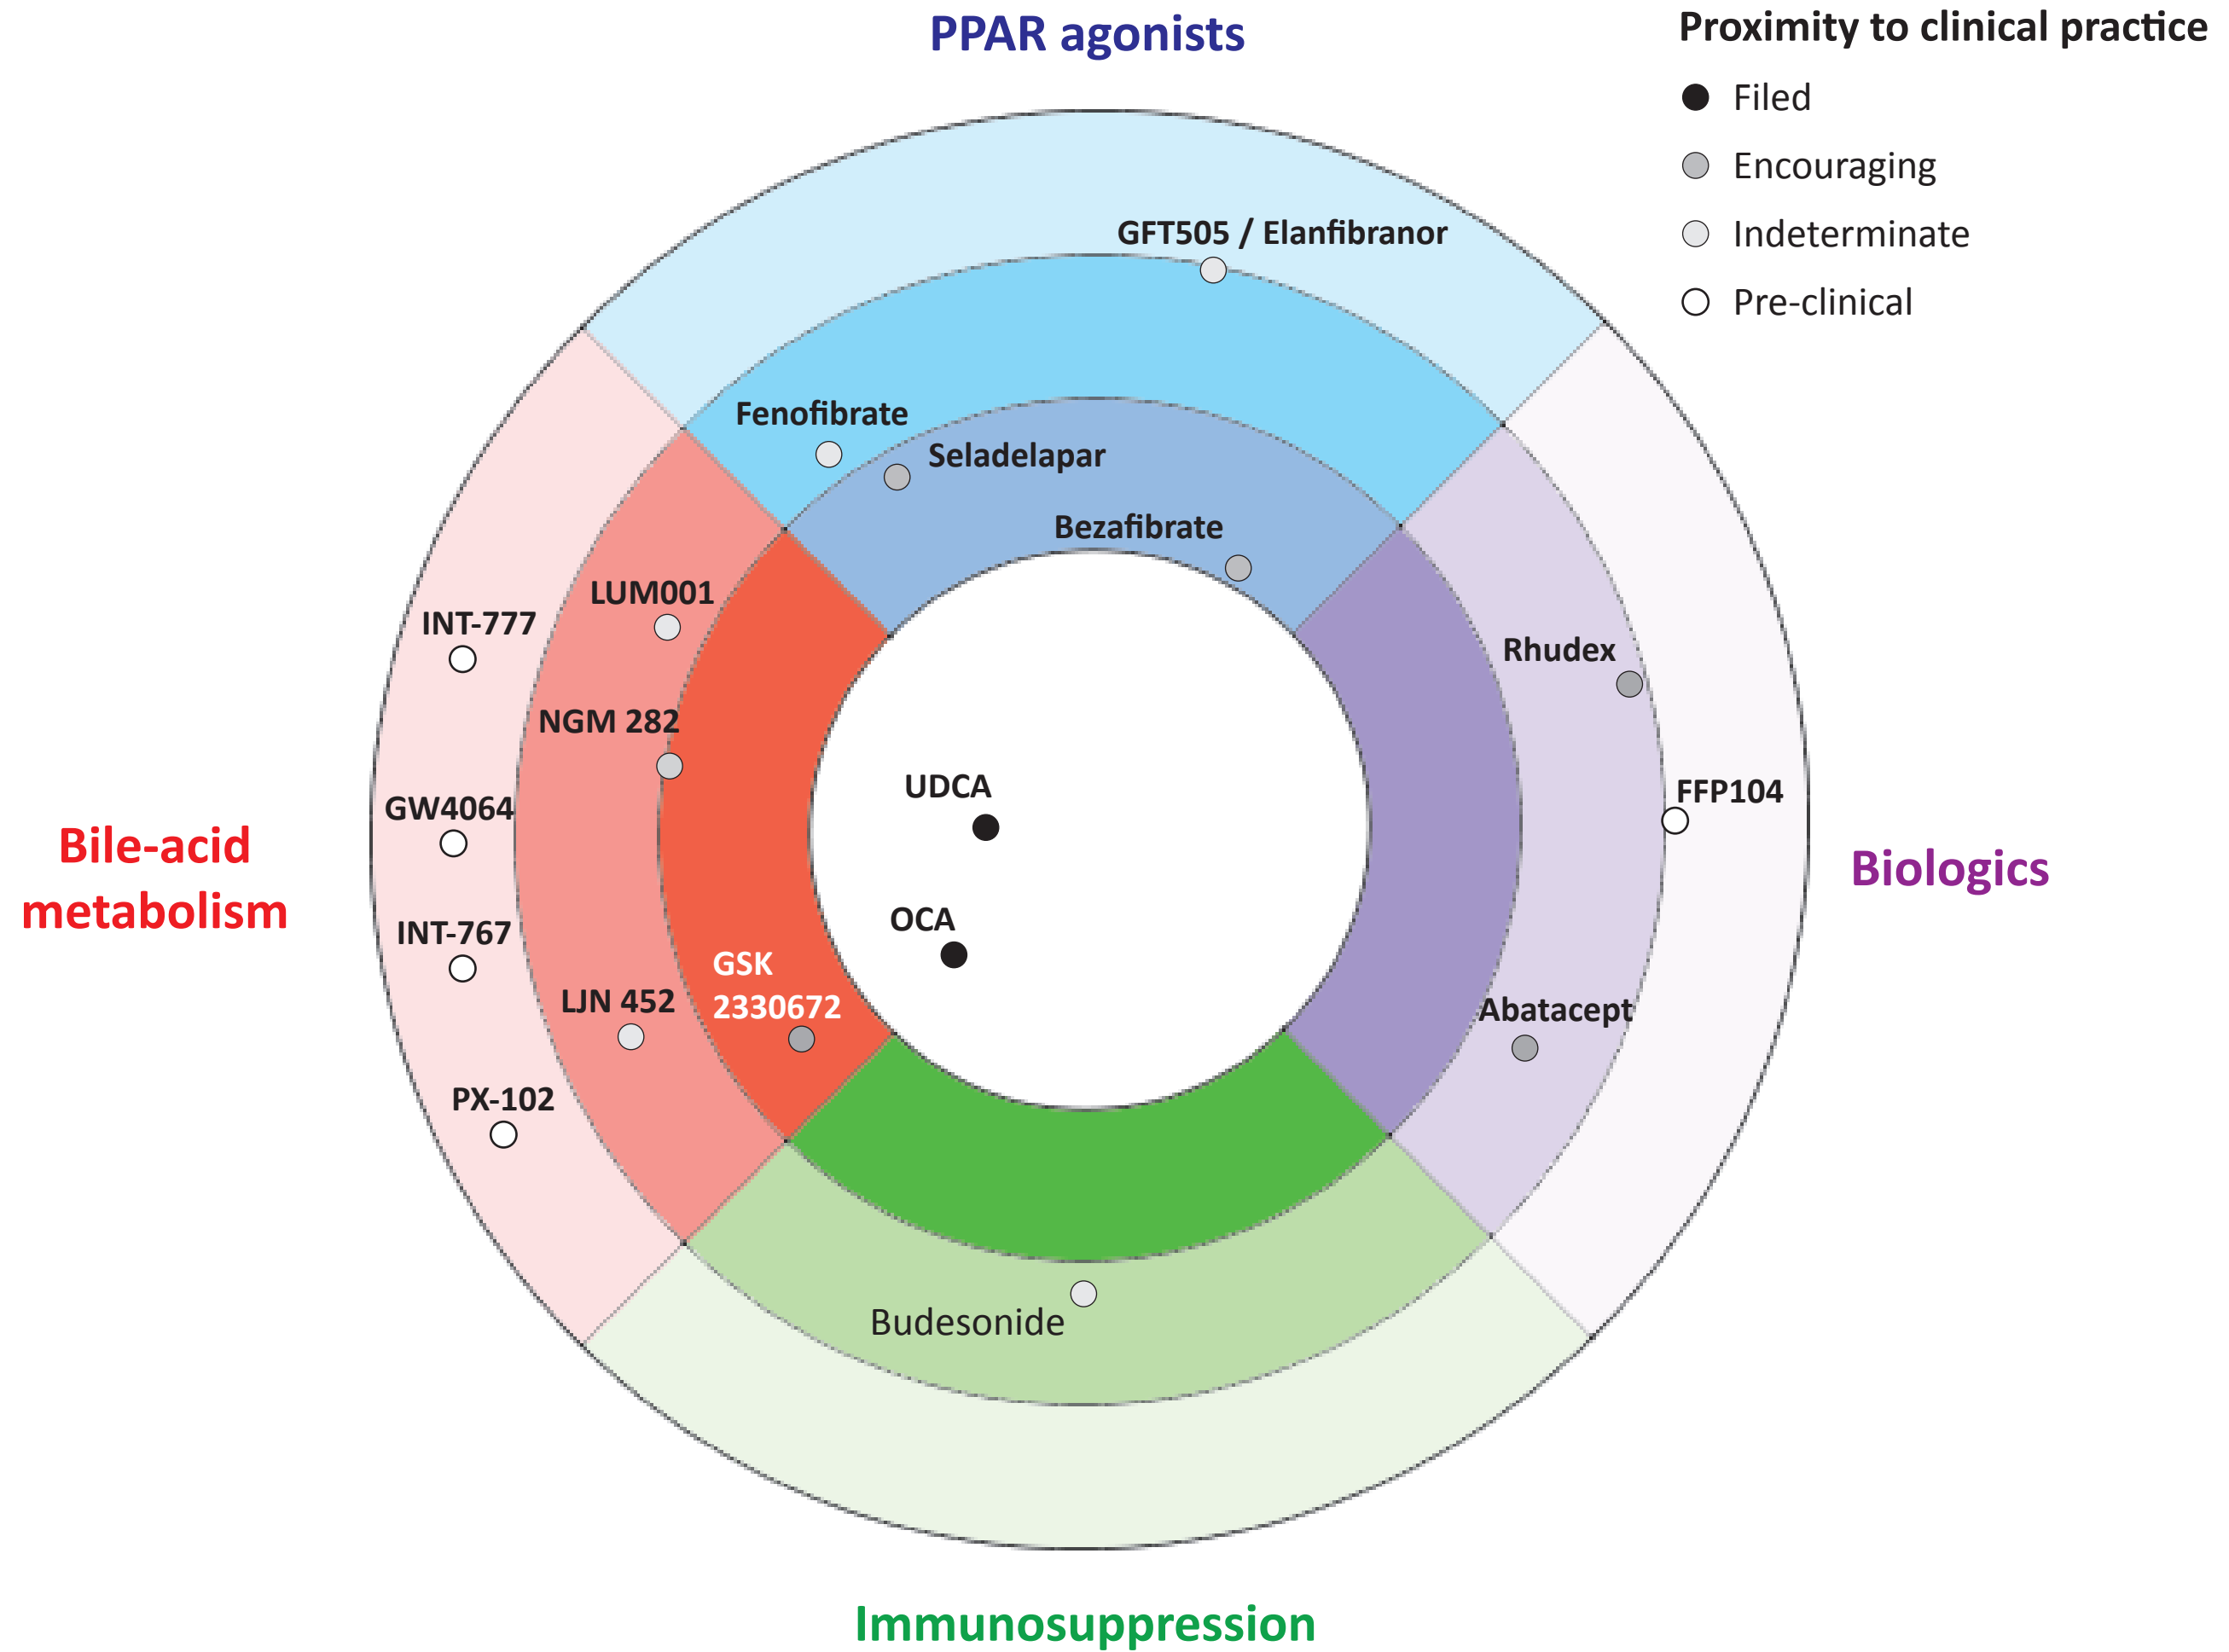 PPAR agonists
Proximity to clinical practice
Filed
Encouraging
Indeterminate
Pre-clinical
GFT505 / Elanfibranor
Fenofibrate
Seladelapar
Bezafibrate
LUM001
INT-777
Rhudex
NGM 282
UDCA
FFP104
GW4064
Bile-acid
metabolism
Biologics
OCA
INT-767
GSK
2330672
LJN 452
Abatacept
PX-102
Budesonide
Immunosuppression